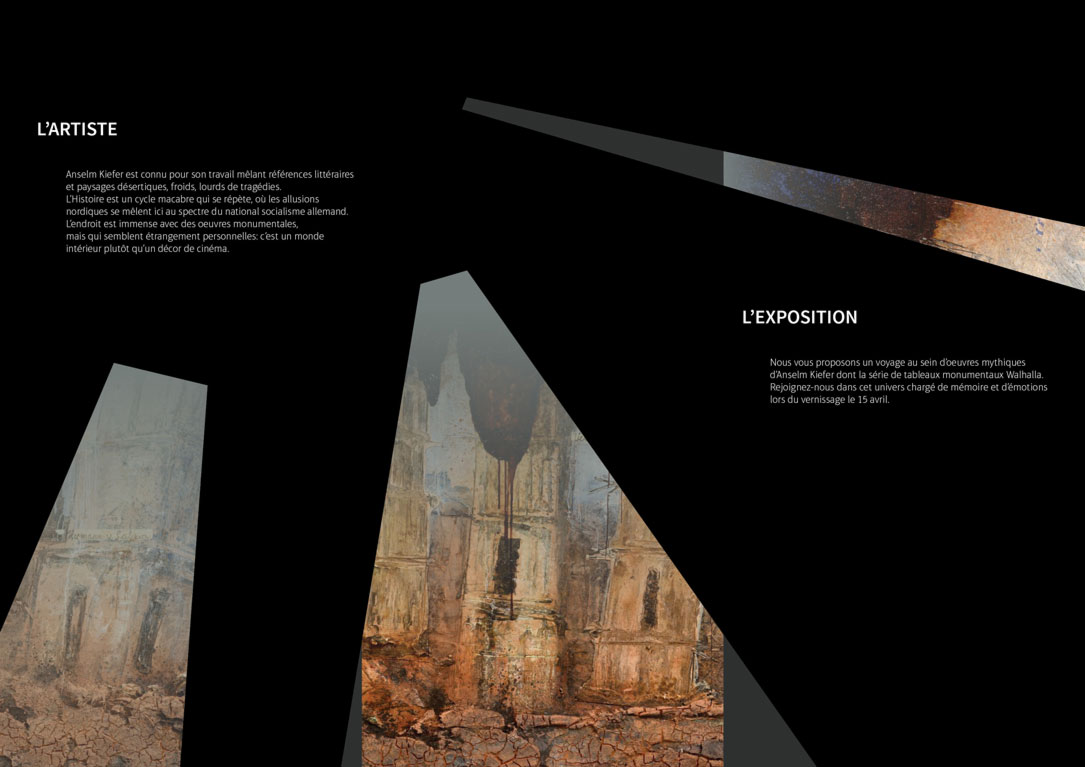 L'ARTISTE
Anselm Kiefer est connu pour son travail mêlant références littéraires
et paysages désertiques, froids, lourds de tragédies.
L'Histoire est un cycle macabre qui se répète, où les allusions
nordiques se mêlent ici au spectre du national socialisme allemand.
L'endroit est immense avec des oeuvres monumentales,
mais qui semblent étrangement personnelles: c'est un monde
intérieur plutôt qu'un décor de cinéma.
L'EXPOSITION
Nous vous proposons un voyage au sein d'oeuvres mythiques
d'Anselm Kiefer dont la série de tableaux monumentaux Walhalla.
Rejoignez-nous dans cet univers chargé de mémoire et d'émotions
lors du vernissage le 15 avril.